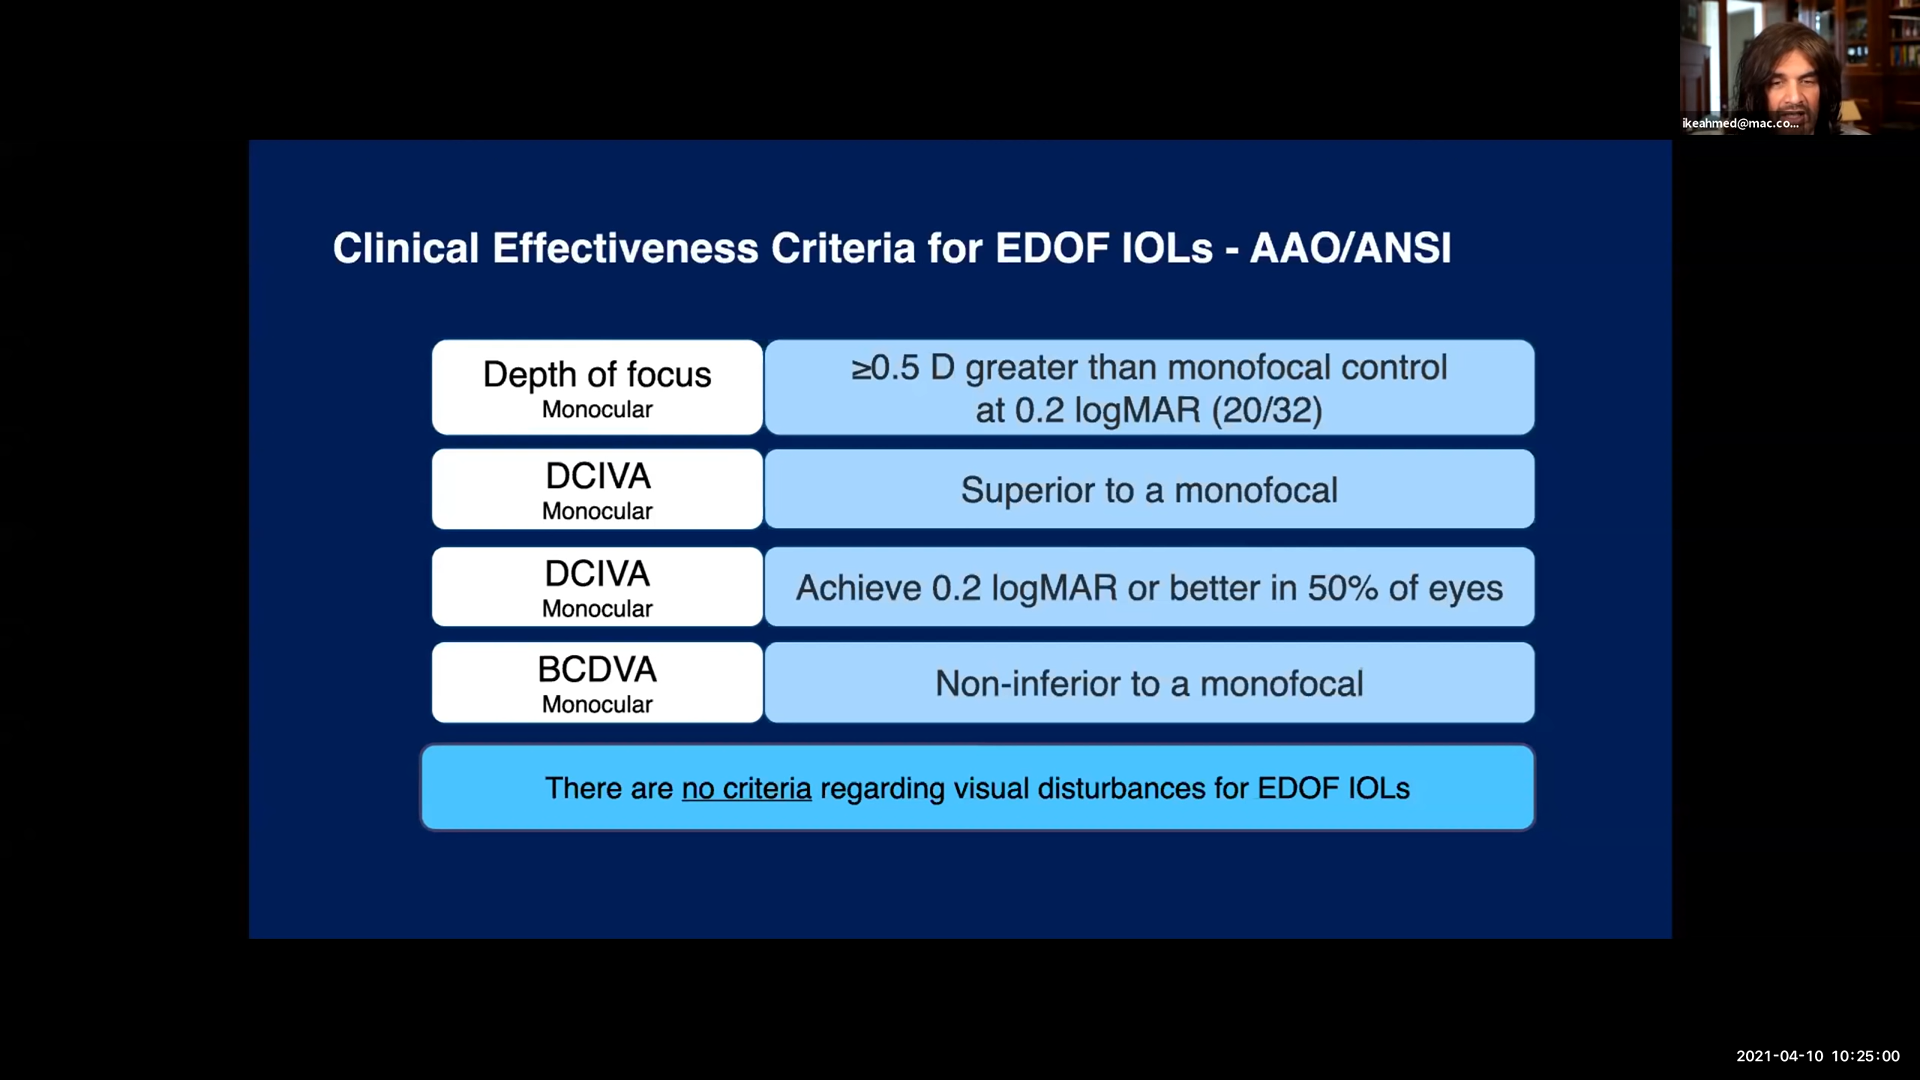 ikeahmed@mac.co...
Clinical Effectiveness Criteria for EDOF IOLs - AAO/ANSI
Depth of focus
Monocular
≥0.5 D greater than monofocal control
at 0.2 logMAR (20/32)
DCIVA
Monocular
Superior to a monofocal
DCIVA
Monocular
Achieve 0.2 logMAR or better in 50% of eyes
BCDVA
Monocular
Non-inferior to a monofocal
There are no criteria regarding visual disturbances for EDOF IOLs
2021-04-10 10:25:00